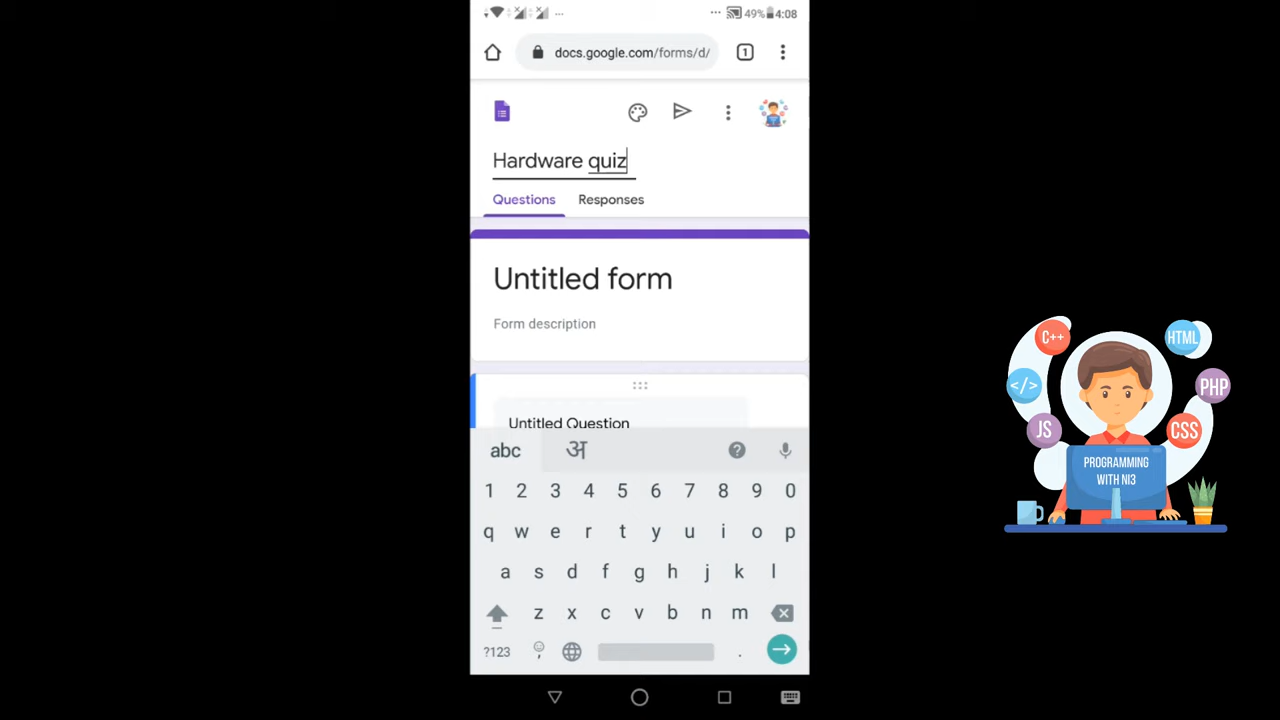 49% 4:08
docs.google.com/forms/d/ 1
Hardware quiz
Questions Responses
Untitled form
Form description
Untitled Question
abc अ ?
1 2 3 4 5 6 7 8 9 0
q w e r t y u i o p
a s d f g h j k l
z x c v b n m
?123 , .
C++ HTML
</> PHP
JS CSS
PROGRAMMING
WITH NI3